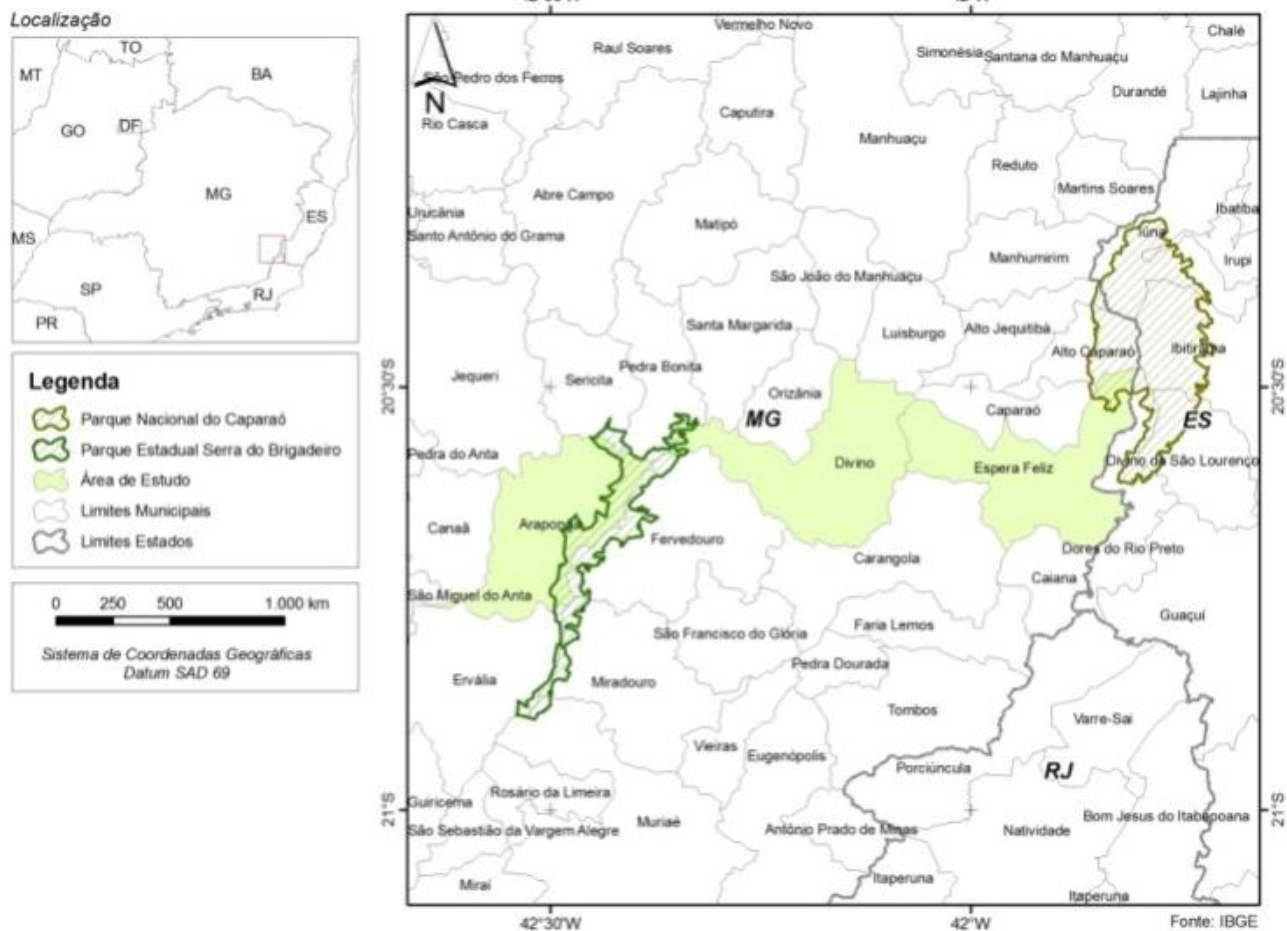 Localização
TO
MT
BA
GO
DF
MG
ES
MS
SP
RJ
PR
Legenda
Parque Nacional do Caparaó
Parque Estadual Serra do Brigadeiro
Área de Estudo
Limites Municipais
Limites Estados
0 250 500 1.000 km
Sistema de Coordenadas Geográficas
Datum SAD 69
N
Vermelho Novo
Raul Soares
Simonésia
Santana do Manhuaçu
Chalé
São Pedro dos Ferros
Durandé
Lajinha
Rio Casca
Caputira
Manhuaçu
Reduto
Abre Campo
Martins Soares
Urucânia
Ibatiba
Matipó
Santo Antônio do Grama
Iúna
Manhumirim
Irupi
São João do Manhuaçu
Santa Margarida
Luisburgo
Alto Jequitibá
Alto Caparaó
Ibitirama
Pedra Bonita
Jequeri
Sericita
20°30'S
20°30'S
Orizânia
Caparaó
MG
ES
Pedra do Anta
Divino
Espera Feliz
Divino de São Lourenço
Canaã
Araponga
Fervedouro
Carangola
Dores do Rio Preto
Caiana
São Miguel do Anta
Guaçuí
São Francisco do Glória
Faria Lemos
Pedra Dourada
Ervália
Miradouro
Tombos
Varre-Sai
Vieiras
Eugenópolis
Porciúncula
RJ
Rosário da Limeira
Guiricema
21°S
21°S
São Sebastião da Vargem Alegre
Muriaé
Antônio Prado de Minas
Natividade
Bom Jesus do Itabapoana
Miraí
Itaperuna
Itaperuna
42°30'W
42°W
Fonte: IBGE